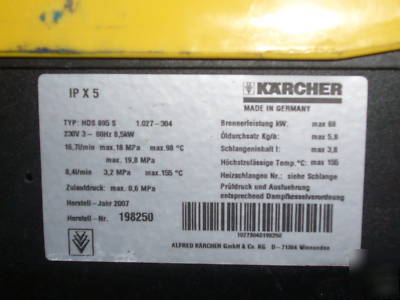 IP X 5
KÄRCHER
MADE IN GERMANY
TYP: HDS 895 S 1.027-304
230V 3~ 60Hz 8,5kW
16,7l/min max.18 MPa max.98 °C
max. 19,8 MPa
8,4l/min 3,2 MPa max.155 °C
Zulaufdruck: max. 0,6 MPa
Herstell-Jahr 2007
Herstell-Nr. 198250
Brennerleistung kW: max 68
Öldurchsatz Kg/h: max 5,8
Schlangeninhalt l: max 3,8
Höchstzulässige Temp.°C: max 155
Heizschlangen Nr.: siehe Schlange
Prüfdruck und Ausfuehrung
entsprechend Dampfkesselverordnung
ALFRED KÄRCHER GmbH & Co. KG D-71364 Winnenden